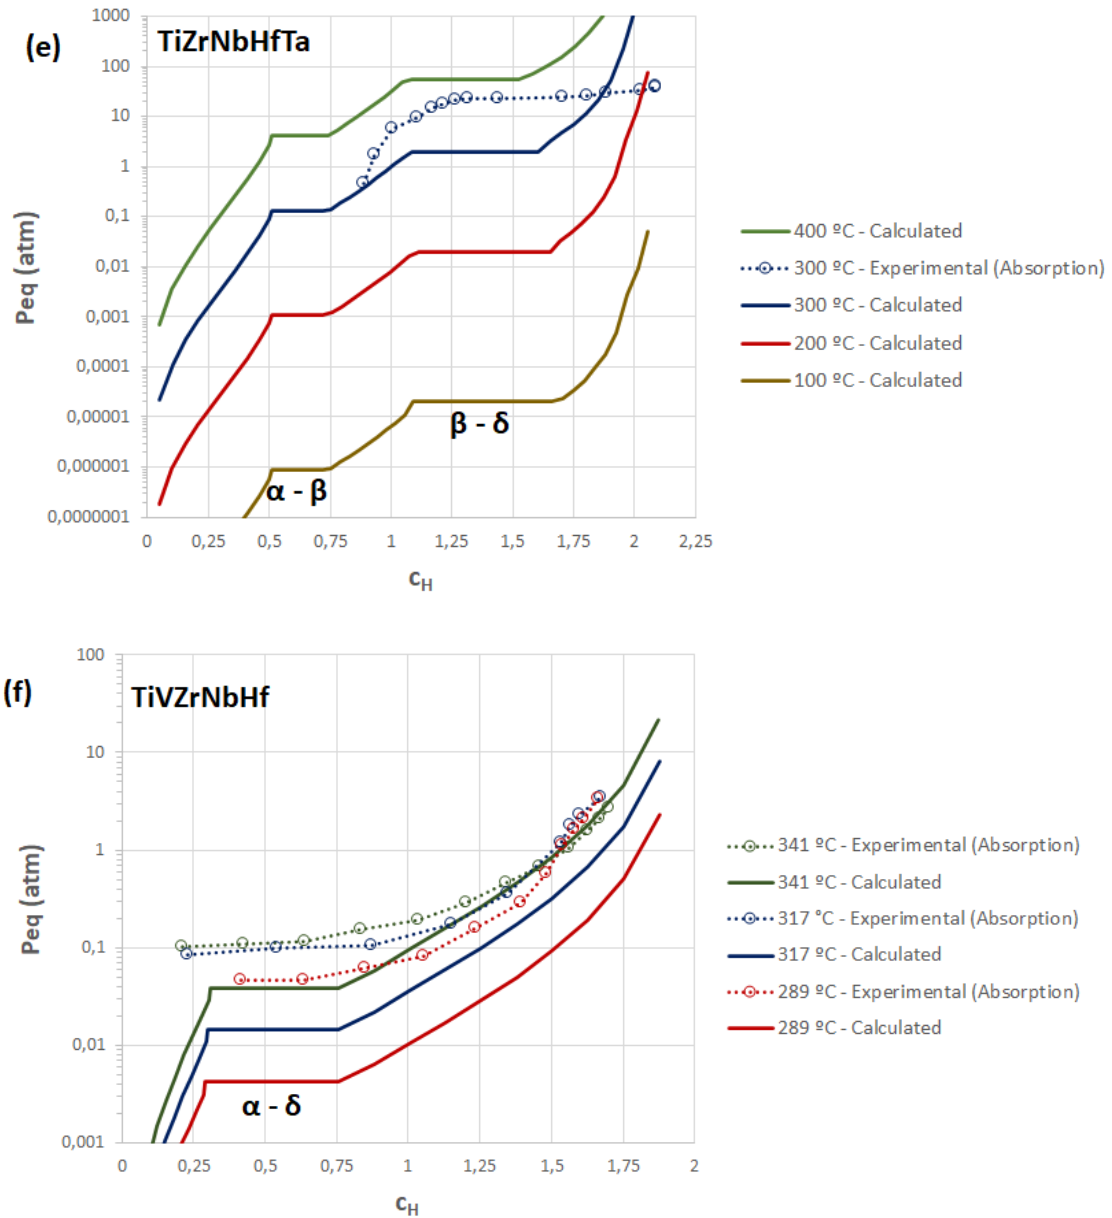 (e)
TiZrNbHfTa
1000
100
10
1
0,1
0,01
0,001
0,0001
0,00001
0,000001
0,0000001
Peq (atm)
β - δ
α - β
0 0,25 0,5 0,75 1 1,25 1,5 1,75 2 2,25
cH
400 ºC - Calculated
300 ºC - Experimental (Absorption)
300 ºC - Calculated
200 ºC - Calculated
100 ºC - Calculated
(f)
TiVZrNbHf
100
10
1
0,1
0,01
0,001
Peq (atm)
α - δ
0 0,25 0,5 0,75 1 1,25 1,5 1,75 2
cH
341 ºC - Experimental (Absorption)
341 ºC - Calculated
317 °C - Experimental (Absorption)
317 ºC - Calculated
289 ºC - Experimental (Absorption)
289 ºC - Calculated